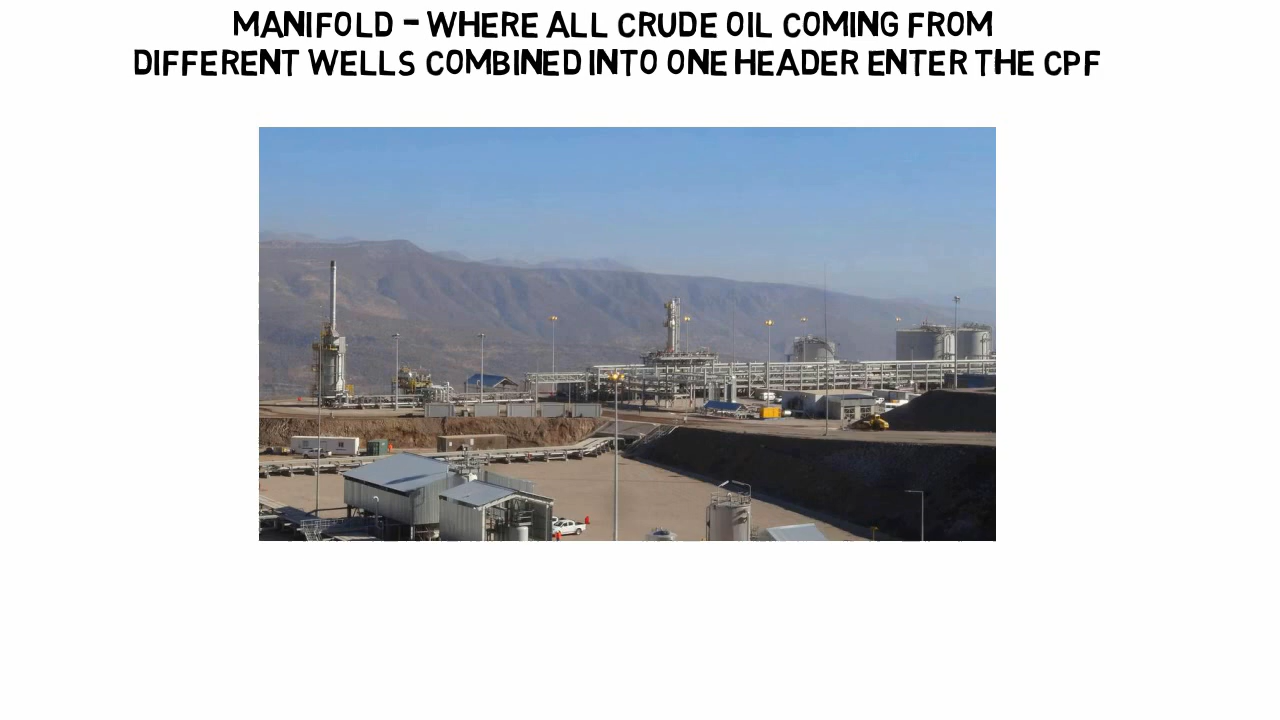 MANIFOLD - WHERE ALL CRUDE OIL COMING FROM
DIFFERENT WELLS COMBINED INTO ONE HEADER ENTER THE CPF